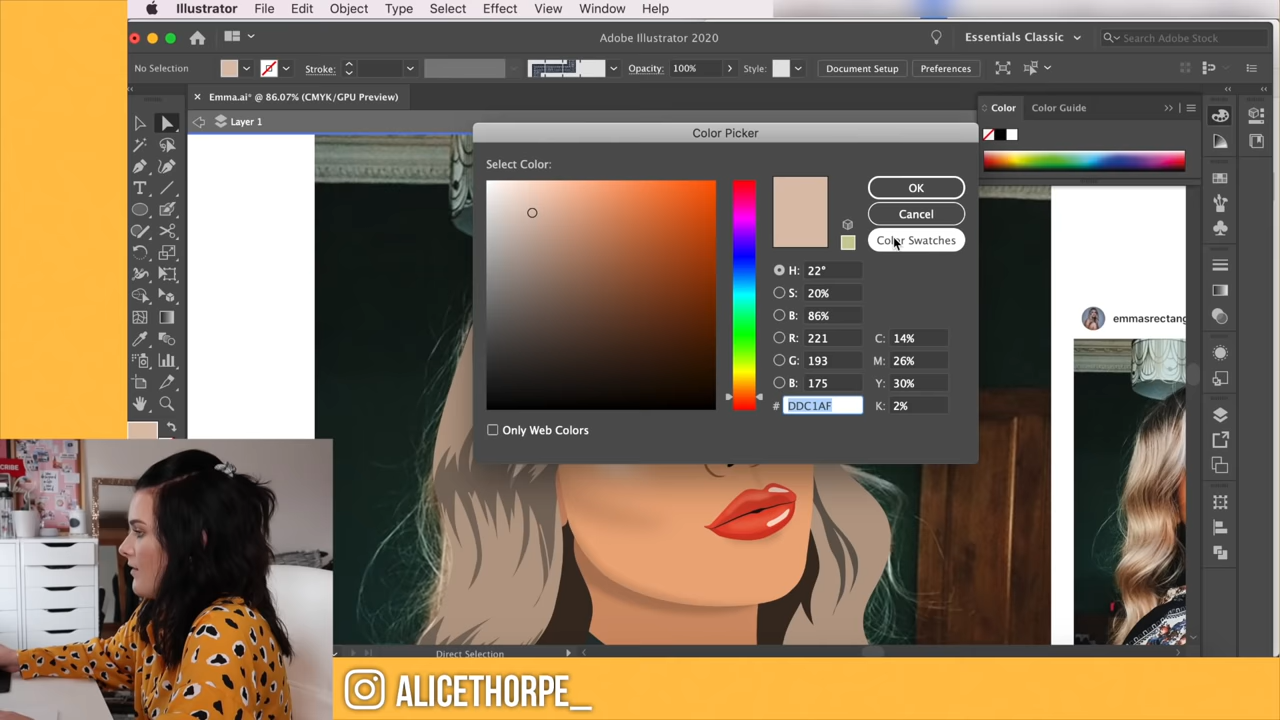 Illustrator File Edit Object Type Select Effect View Window Help
Adobe Illustrator 2020
Essentials Classic
Search Adobe Stock
No Selection
Stroke:
Opacity: 100%
Style:
Document Setup
Preferences
× Emma.ai* @ 86.07% (CMYK/GPU Preview)
Layer 1
Color Color Guide
Color Picker
Select Color:
OK
Cancel
Color Swatches
H: 22°
S: 20%
B: 86%
R: 221
G: 193
B: 175
# DDC1AF
C: 14%
M: 26%
Y: 30%
K: 2%
Only Web Colors
emmasrectang
Direct Selection
ALICETHORPE_